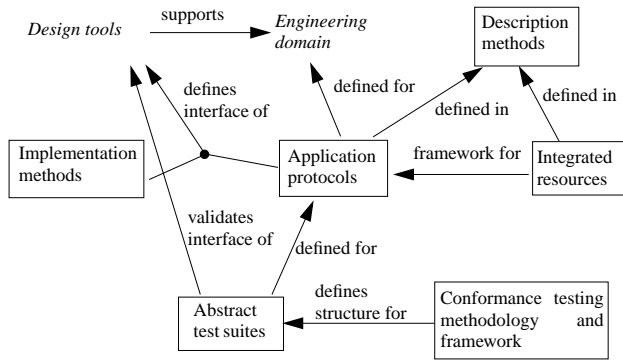 supports
Design tools
Engineering
domain
Description
methods
defines
interface of
defined for
defined in
defined in
Implementation
methods
Application
protocols
framework for
Integrated
resources
validates
interface of
defined for
Abstract
test suites
defines
structure for
Conformance testing
methodology and
framework